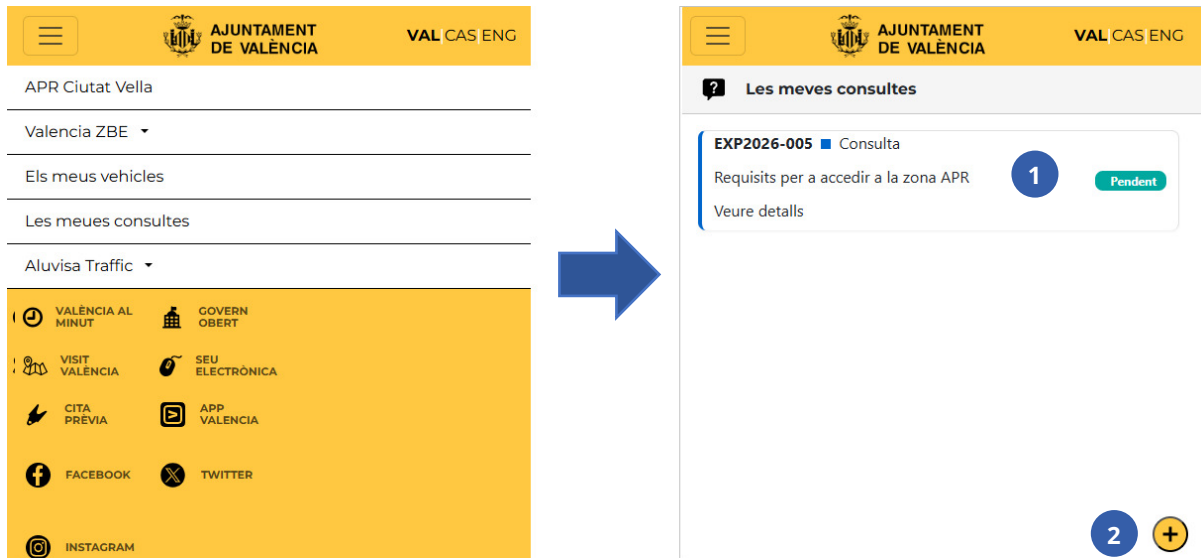 AJUNTAMENT
DE VALÈNCIA
VAL|CAS|ENG
APR Ciutat Vella
Valencia ZBE
Els meus vehicles
Les meues consultes
Aluvisa Traffic
VALÈNCIA AL
MINUT
GOVERN
OBERT
VISIT
VALÈNCIA
SEU
ELECTRÒNICA
CITA
PRÈVIA
APP
VALENCIA
FACEBOOK
TWITTER
INSTAGRAM
AJUNTAMENT
DE VALÈNCIA
VAL|CAS|ENG
Les meves consultes
EXP2026-005 Consulta
Requisits per a accedir a la zona APR
1
Pendent
Veure detalls
2
+